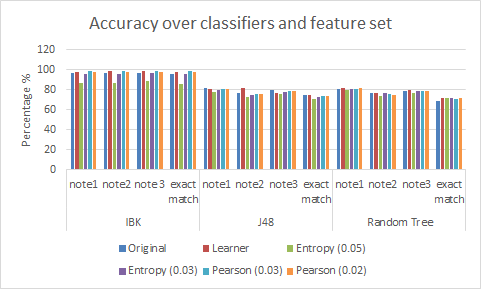 Accuracy over classifiers and feature set
Percentage %
120
100
80
60
40
20
0
note1 note2 note 3 exact match note1 note2 note3 exact match note1 note2 note3 exact match
IBK J48 Random Tree
Original Learner Entropy (0.05)
Entropy (0.03) Pearson (0.03) Pearson (0.02)